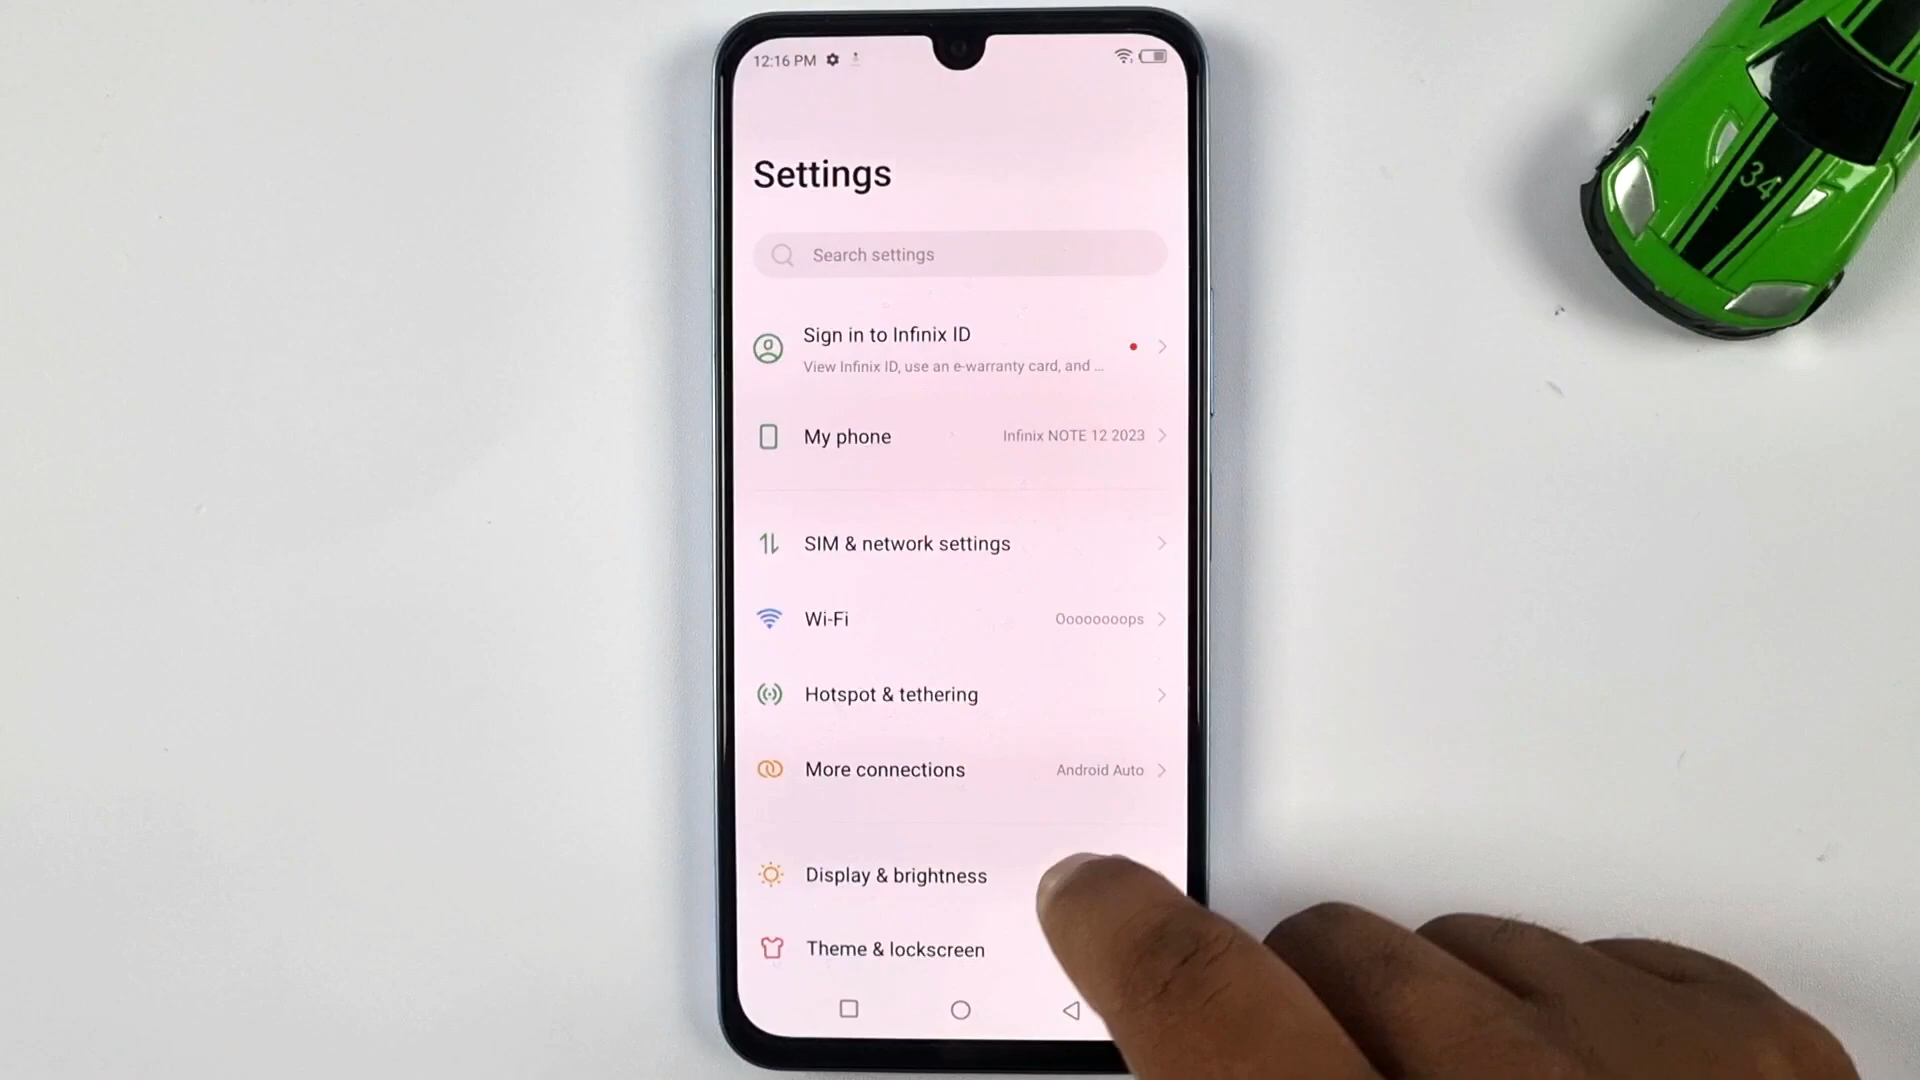 12:16 PM
Settings
Search settings
Sign in to Infinix ID
View Infinix ID, use an e-warranty card, and ...
My phone
Infinix NOTE 12 2023
SIM & network settings
Wi-Fi
Ooooooops
Hotspot & tethering
More connections
Android Auto
Display & brightness
Theme & lockscreen
34